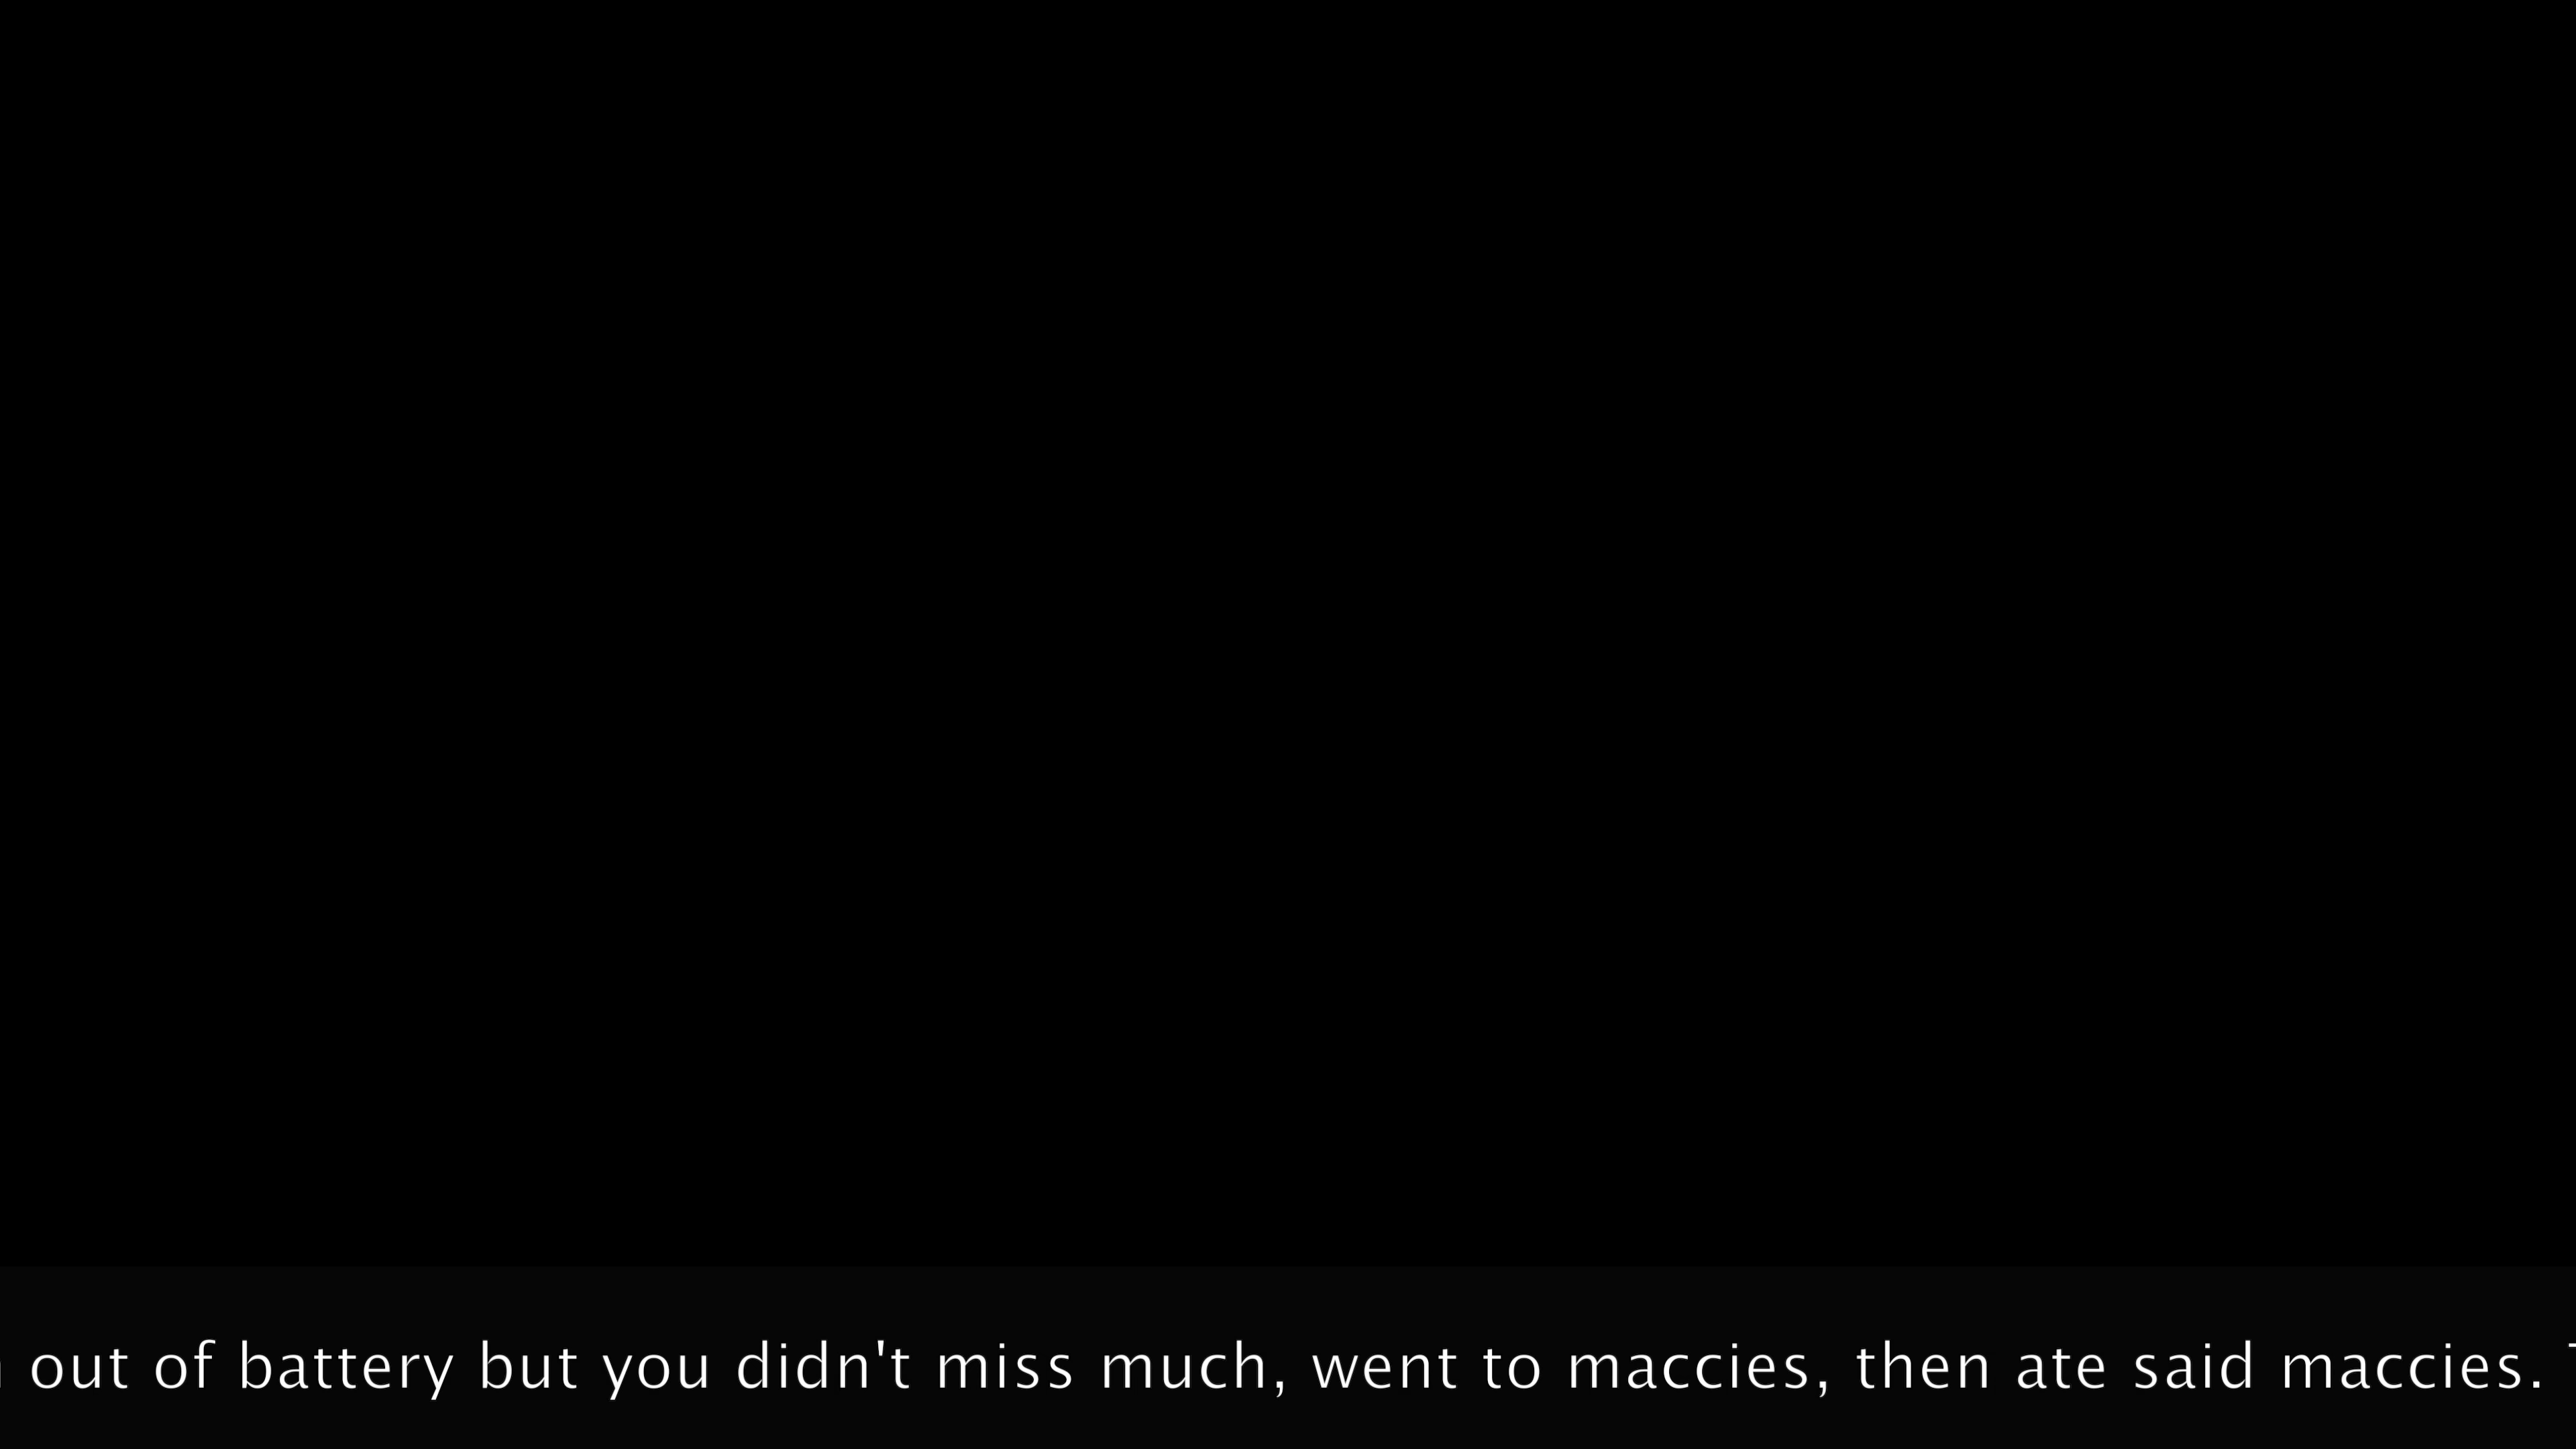 out of battery but you didn't miss much, went to maccies, then ate said maccies.